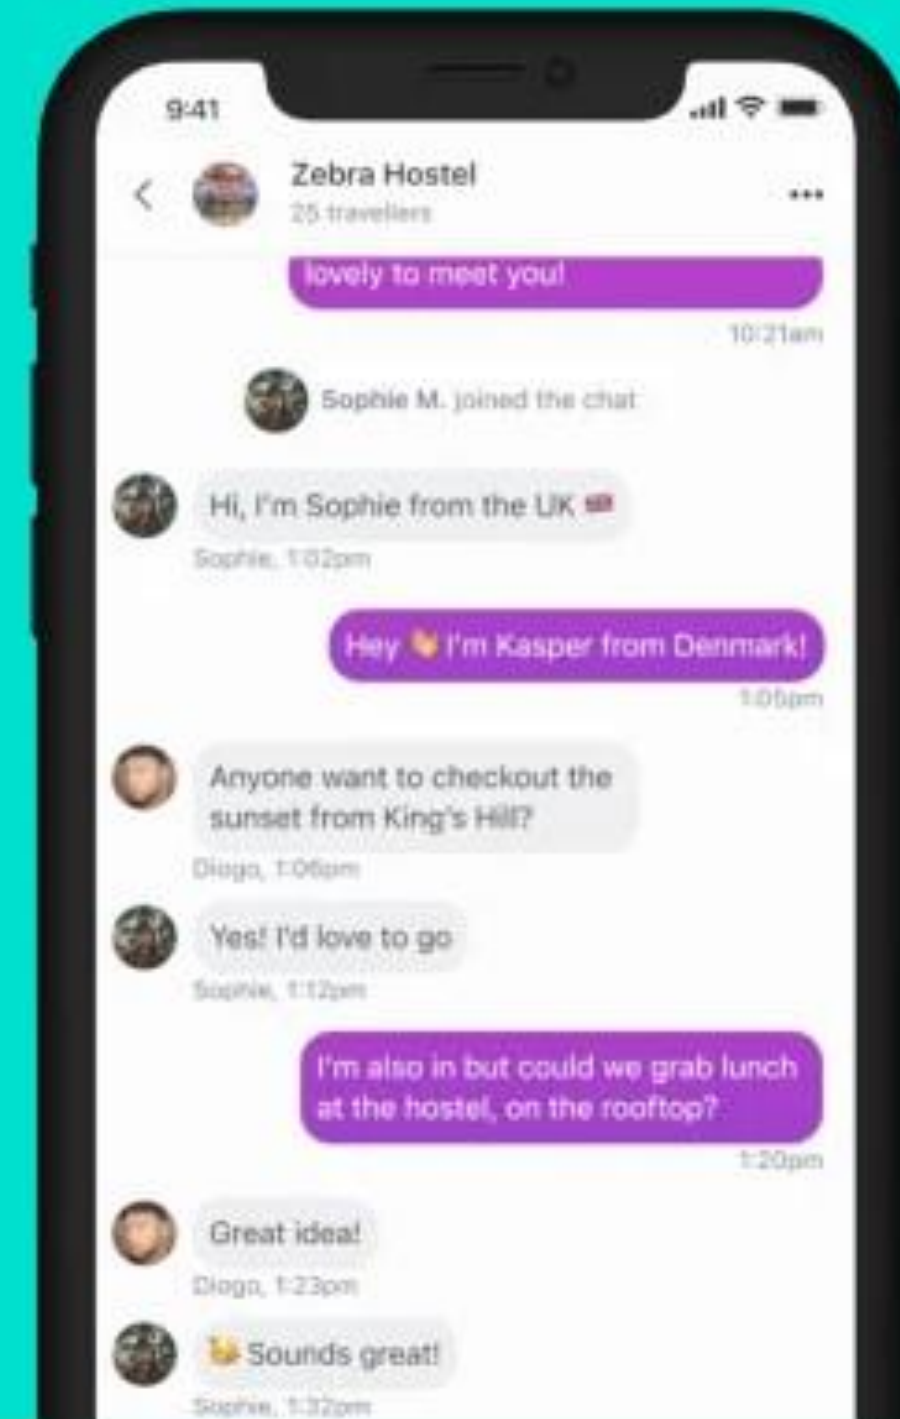 9:41
Zebra Hostel
25 travellers
lovely to meet you!
10:21am
Sophie M. joined the chat
Hi, I'm Sophie from the UK 🇬🇧
Sophie, 1:02pm
Hey 👋 I'm Kasper from Denmark!
1:05pm
Anyone want to checkout the
sunset from King's Hill?
Diogo, 1:06pm
Yes! I'd love to go
Sophie, 1:12pm
I'm also in but could we grab lunch
at the hostel, on the rooftop?
1:20pm
Great idea!
Diogo, 1:23pm
Sounds great!
Sophie, 1:32pm